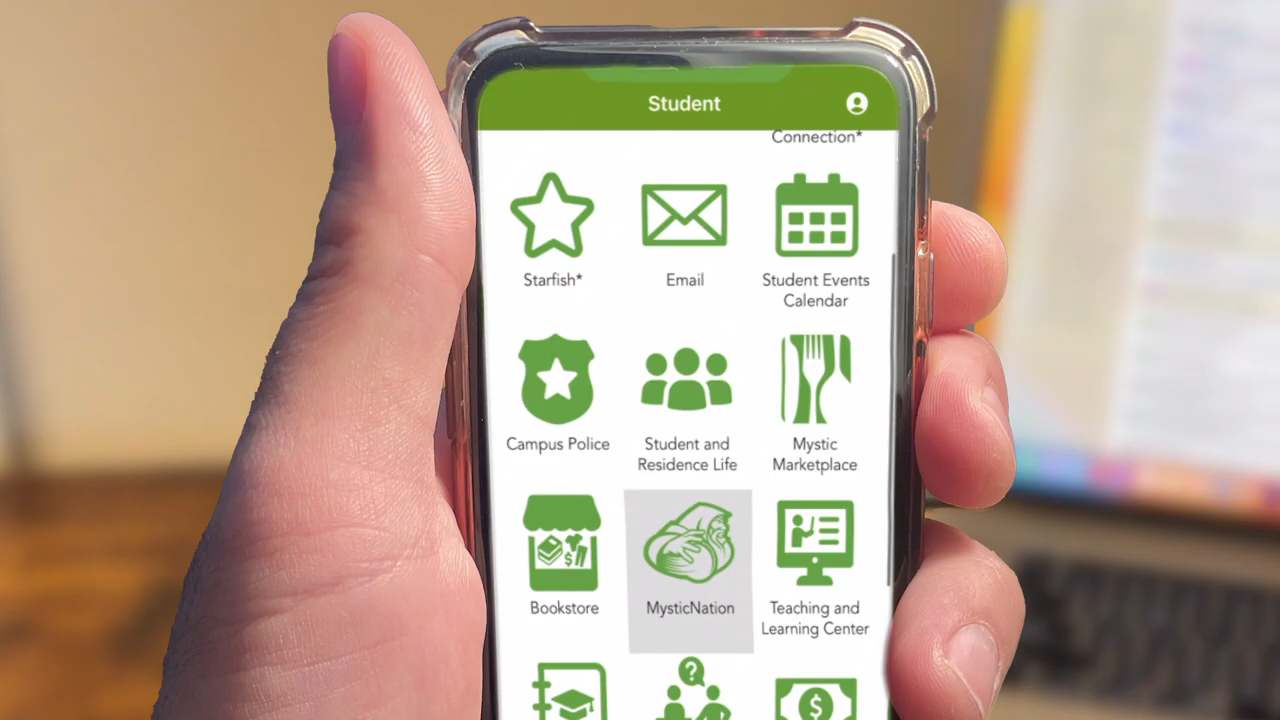 Student
Connection*
Starfish*
Email
Student Events
Calendar
Campus Police
Student and
Residence Life
Mystic
Marketplace
Bookstore
MysticNation
Teaching and
Learning Center
?
$